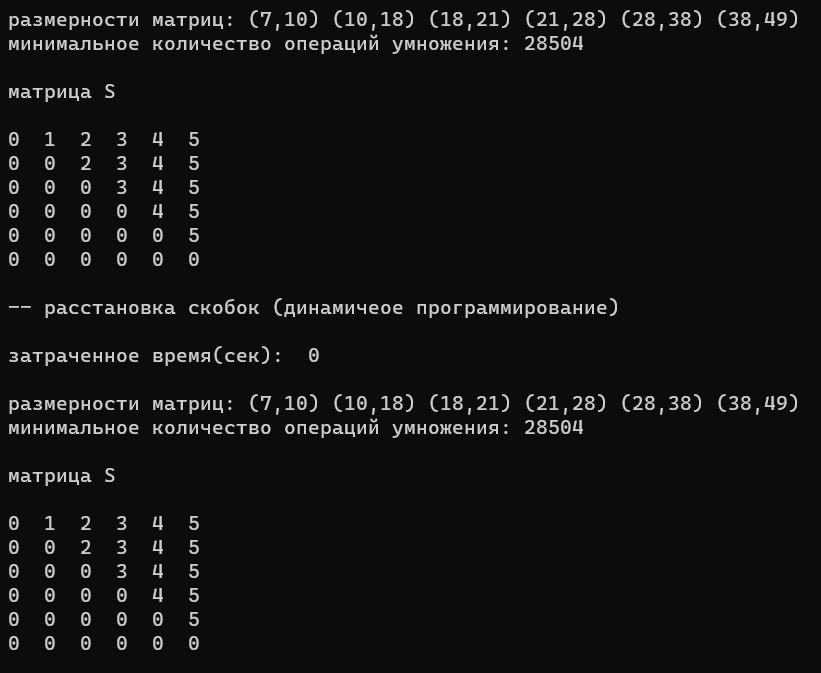 размерности матриц: (7,10) (10,18) (18,21) (21,28) (28,38) (38,49)
минимальное количество операций умножения: 28504
матрица S
0 1 2 3 4 5
0 0 2 3 4 5
0 0 0 3 4 5
0 0 0 0 4 5
0 0 0 0 0 5
0 0 0 0 0 0
-- расстановка скобок (динамичеое программирование)
затраченное время(сек): 0
размерности матриц: (7,10) (10,18) (18,21) (21,28) (28,38) (38,49)
минимальное количество операций умножения: 28504
матрица S
0 1 2 3 4 5
0 0 2 3 4 5
0 0 0 3 4 5
0 0 0 0 4 5
0 0 0 0 0 5
0 0 0 0 0 0